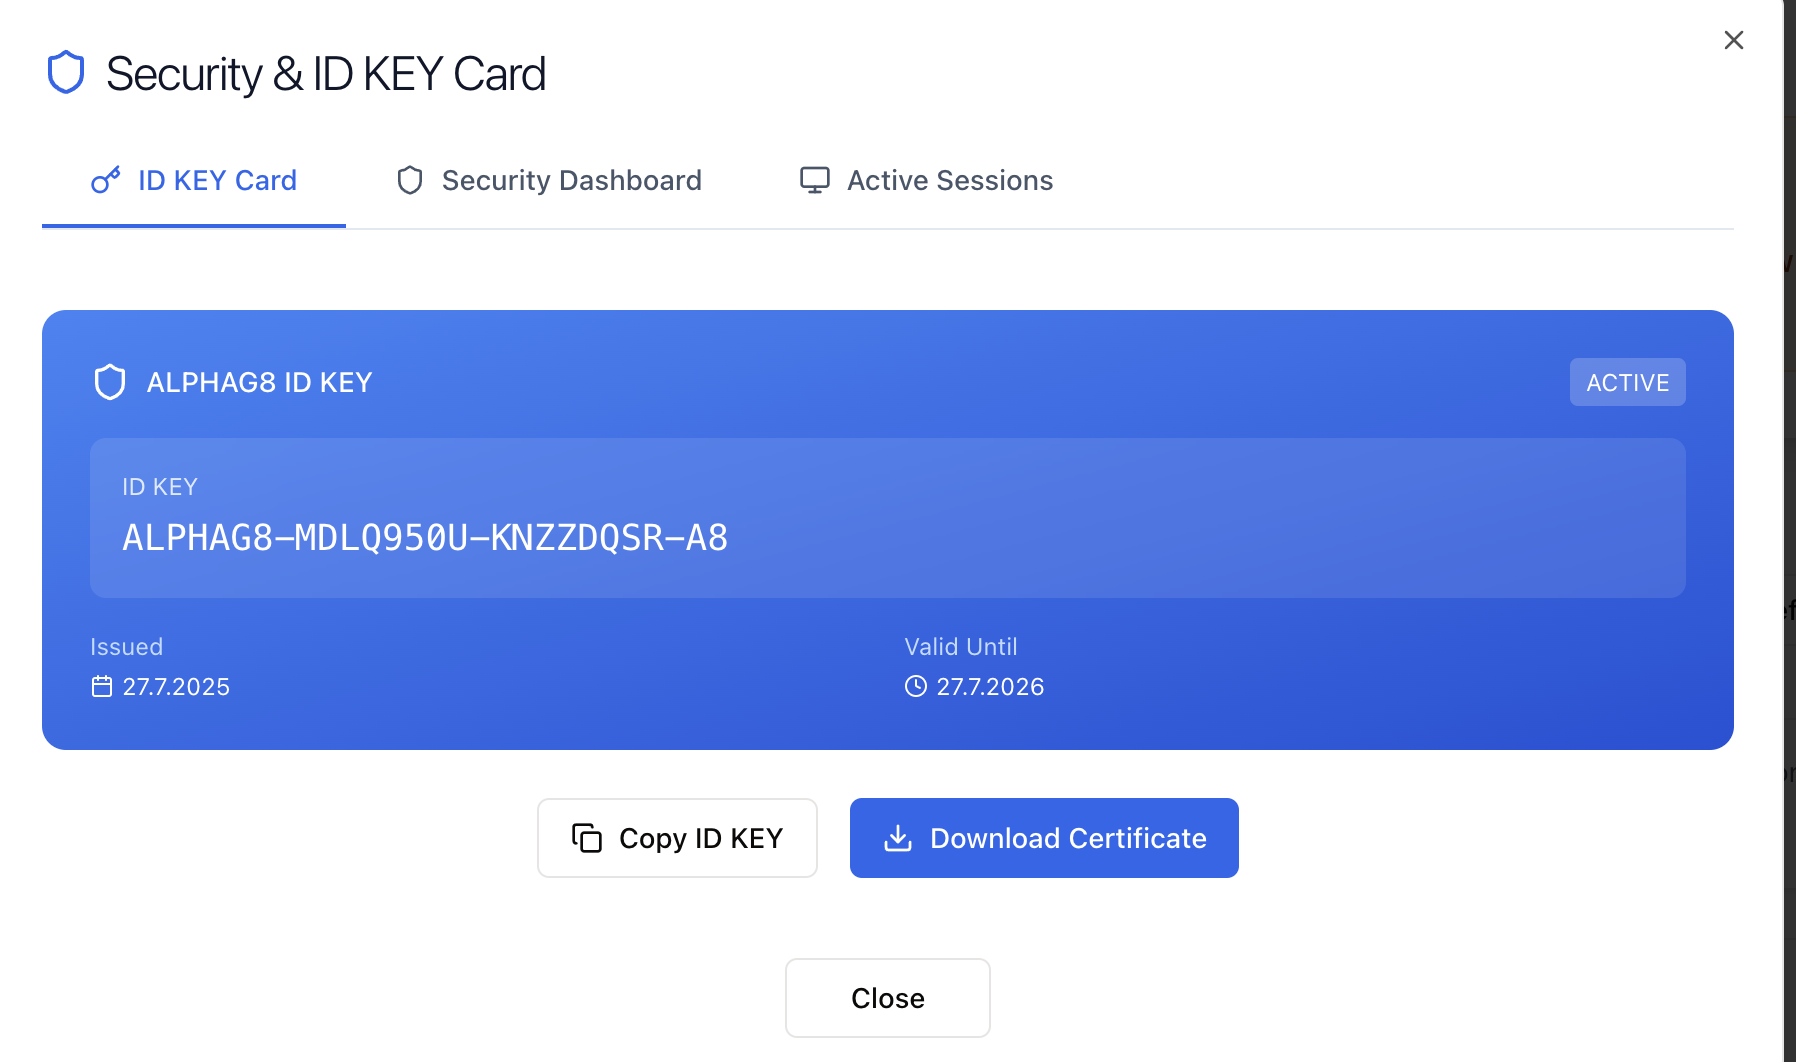 Security & ID KEY Card
ID KEY Card
Security Dashboard
Active Sessions
ALPHAG8 ID KEY
ACTIVE
ID KEY
ALPHAG8-MDLQ950U-KNZZDQSR-A8
Issued
Valid Until
27.7.2025
27.7.2026
Copy ID KEY
Download Certificate
Close